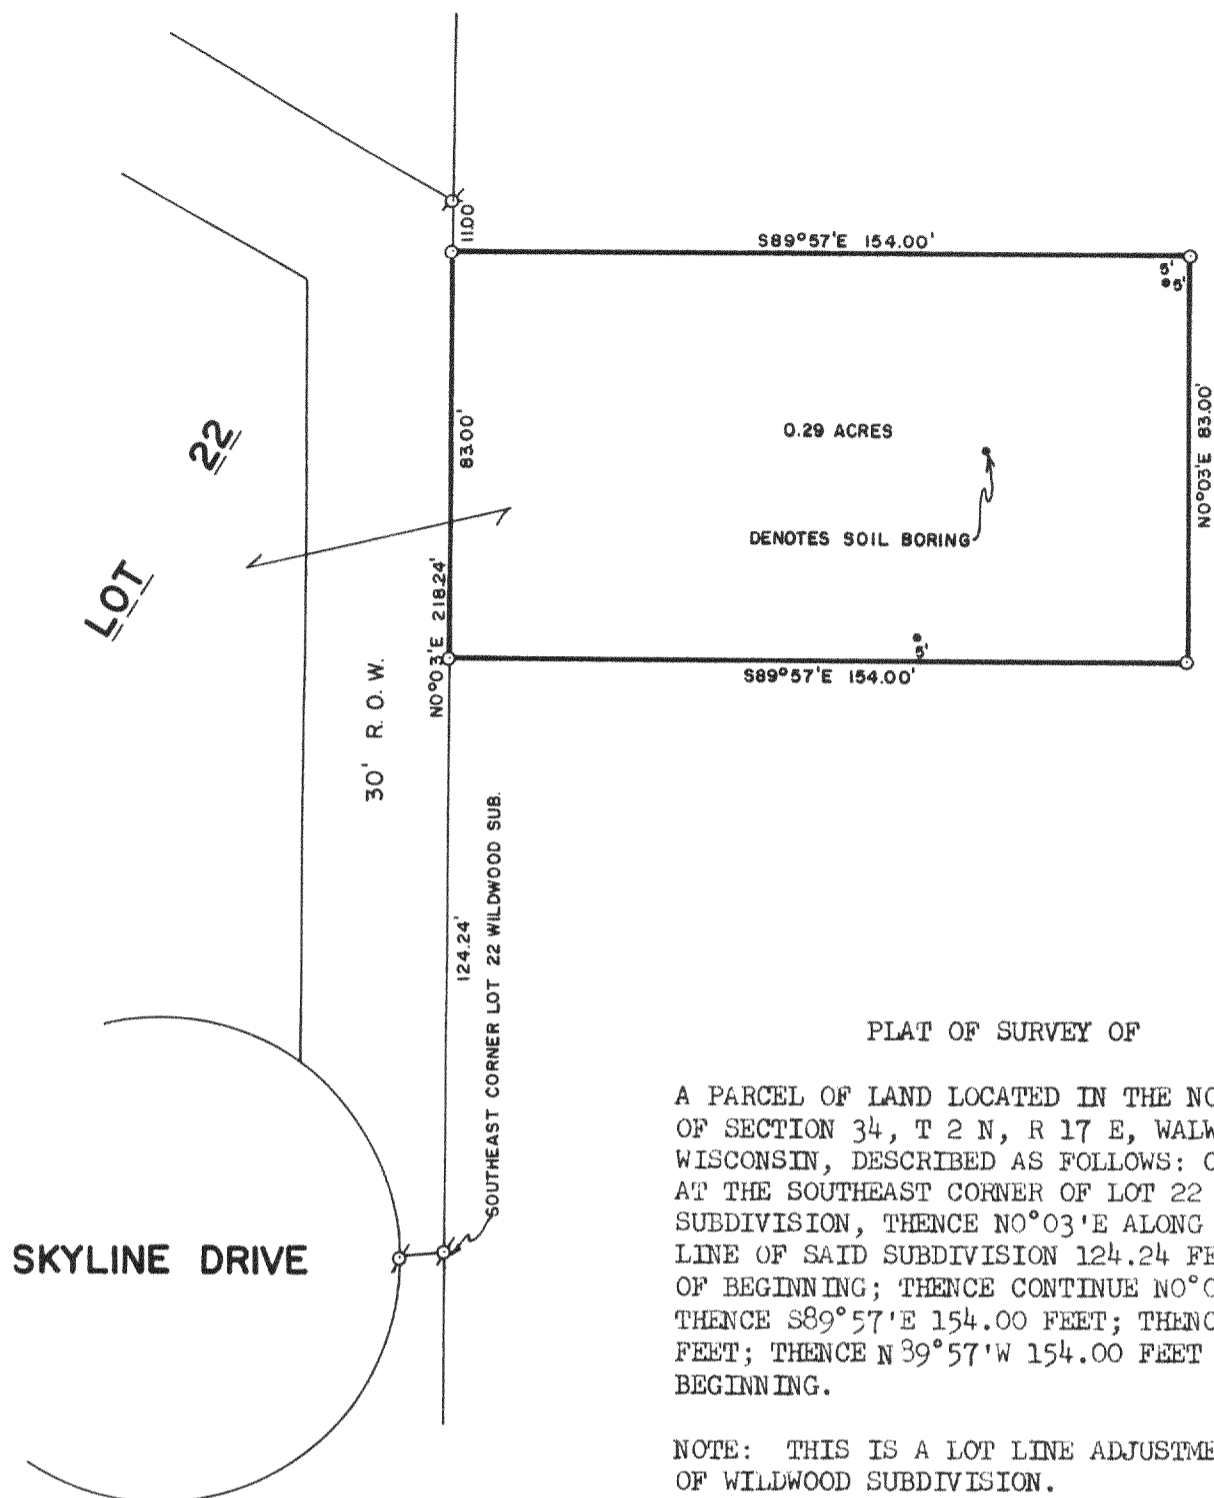 11.00
S89°57'E 154.00'
5'
5'
22
83.00'
0.29 ACRES
N0°03'E 83.00'
DENOTES SOIL BORING
LOT
N0°03'E 218.24'
5'
S89°57'E 154.00'
30' R.O.W.
124.24'
SOUTHEAST CORNER LOT 22 WILDWOOD SUB.
SKYLINE DRIVE
PLAT OF SURVEY OF
A PARCEL OF LAND LOCATED IN THE
OF SECTION 34, T 2 N, R 17 E,
WISCONSIN, DESCRIBED AS FOLLOWS:
AT THE SOUTHEAST CORNER OF LOT 22
SUBDIVISION, THENCE N0°03'E ALONG
LINE OF SAID SUBDIVISION 124.24
OF BEGINNING; THENCE CONTINUE
THENCE S89°57'E 154.00 FEET;
FEET; THENCE N 89°57'W 154.00 FEET
BEGINNING.
NOTE: THIS IS A LOT LINE
OF WILDWOOD SUBDIVISION.